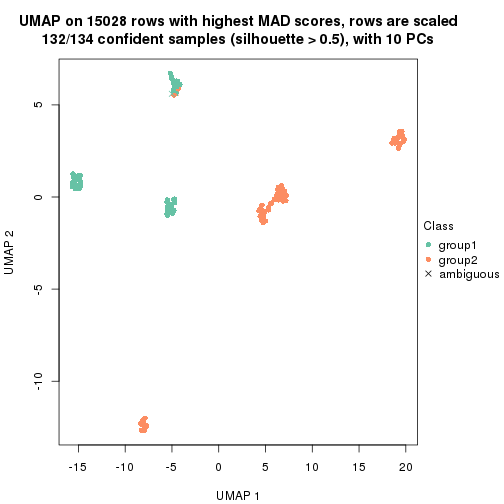 UMAP on 15028 rows with highest MAD scores, rows are scaled
132/134 confident samples (silhouette > 0.5), with 10 PCs
5
0
-5
-10
UMAP 2
-15
-10
-5
0
5
10
15
20
UMAP 1
Class
group1
group2
ambiguous